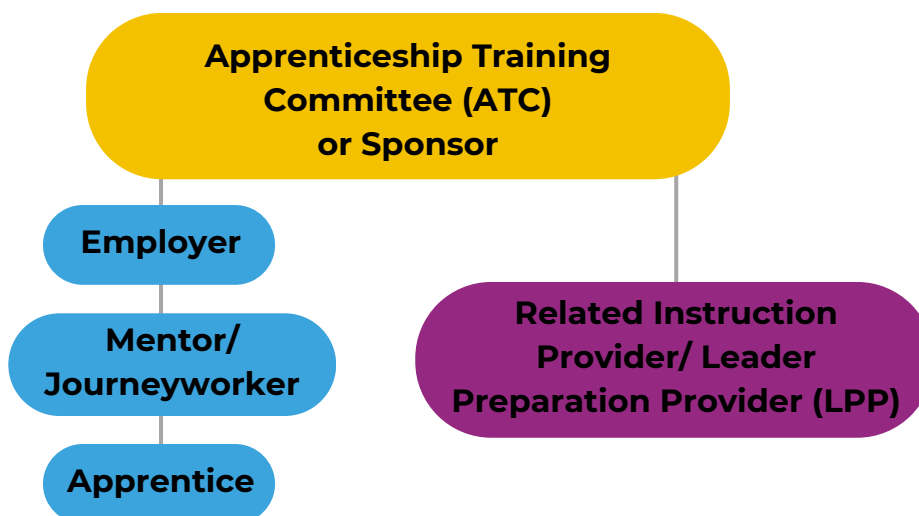 Apprenticeship Training
Committee (ATC)
or Sponsor
Employer
Mentor/
Journeyworker
Apprentice
Related Instruction
Provider/ Leader
Preparation Provider (LPP)